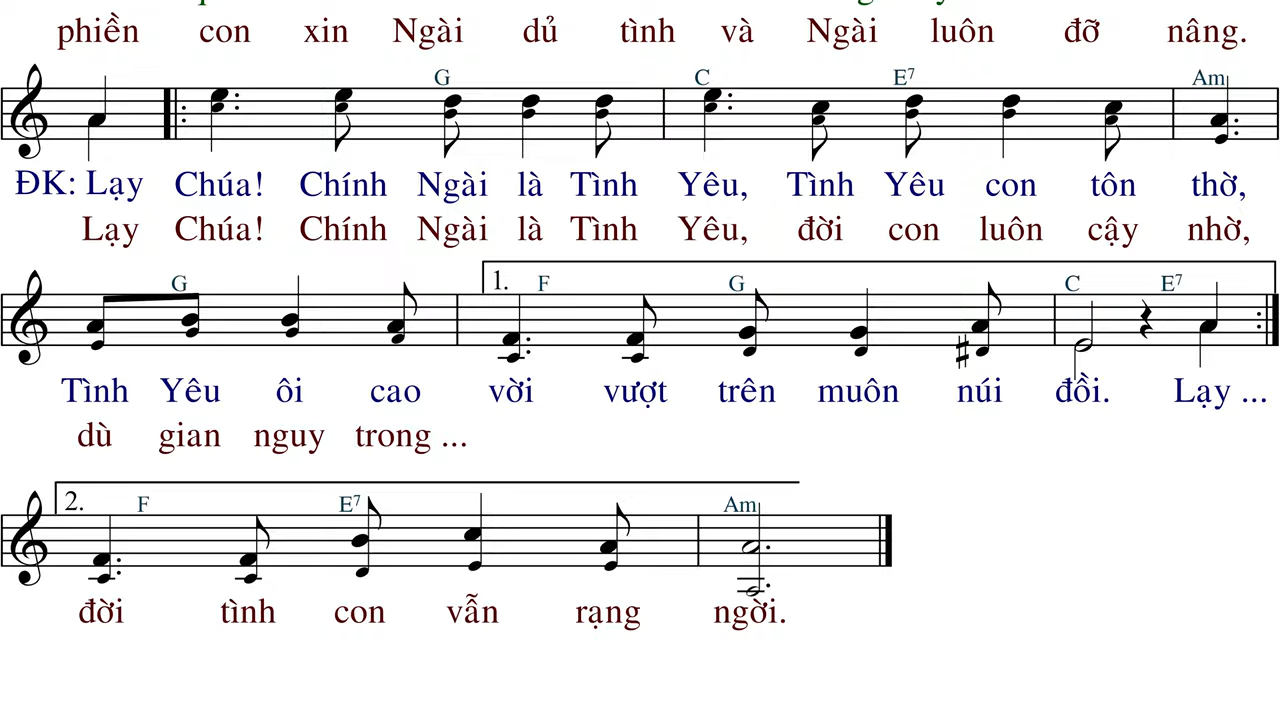 phiền con xin Ngài dủ tình và Ngài luôn đỡ nâng.
G C E7 Am
ĐK: Lạy Chúa! Chính Ngài là Tình Yêu, Tình Yêu con tôn thờ,
Lạy Chúa! Chính Ngài là Tình Yêu, đời con luôn cậy nhờ,
G 1. F G C E7
Tình Yêu ôi cao vời vượt trên muôn núi đồi. Lạy ...
dù gian nguy trong ...
2. F E7 Am
đời tình con vẫn rạng ngời.